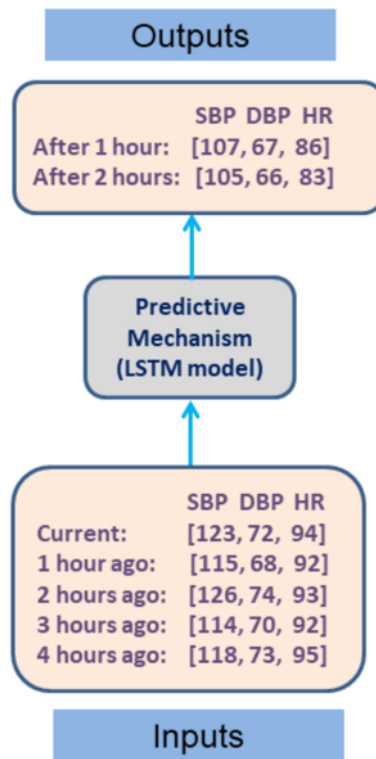 Outputs
SBP DBP HR
After 1 hour: [107, 67, 86]
After 2 hours: [105, 66, 83]
Predictive
Mechanism
(LSTM model)
SBP DBP HR
Current: [123, 72, 94]
1 hour ago: [115, 68, 92]
2 hours ago: [126, 74, 93]
3 hours ago: [114, 70, 92]
4 hours ago: [118, 73, 95]
Inputs